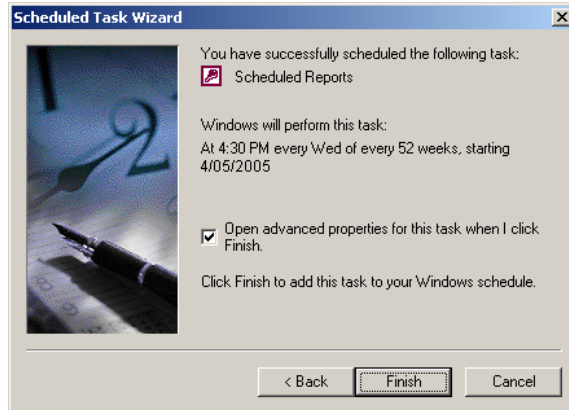 Scheduled Task Wizard
You have successfully scheduled the following task:
Scheduled Reports
Windows will perform this task:
At 4:30 PM every Wed of every 52 weeks, starting
4/05/2005
Open advanced properties for this task when I click
Finish.
Click Finish to add this task to your Windows schedule.
< Back
Finish
Cancel